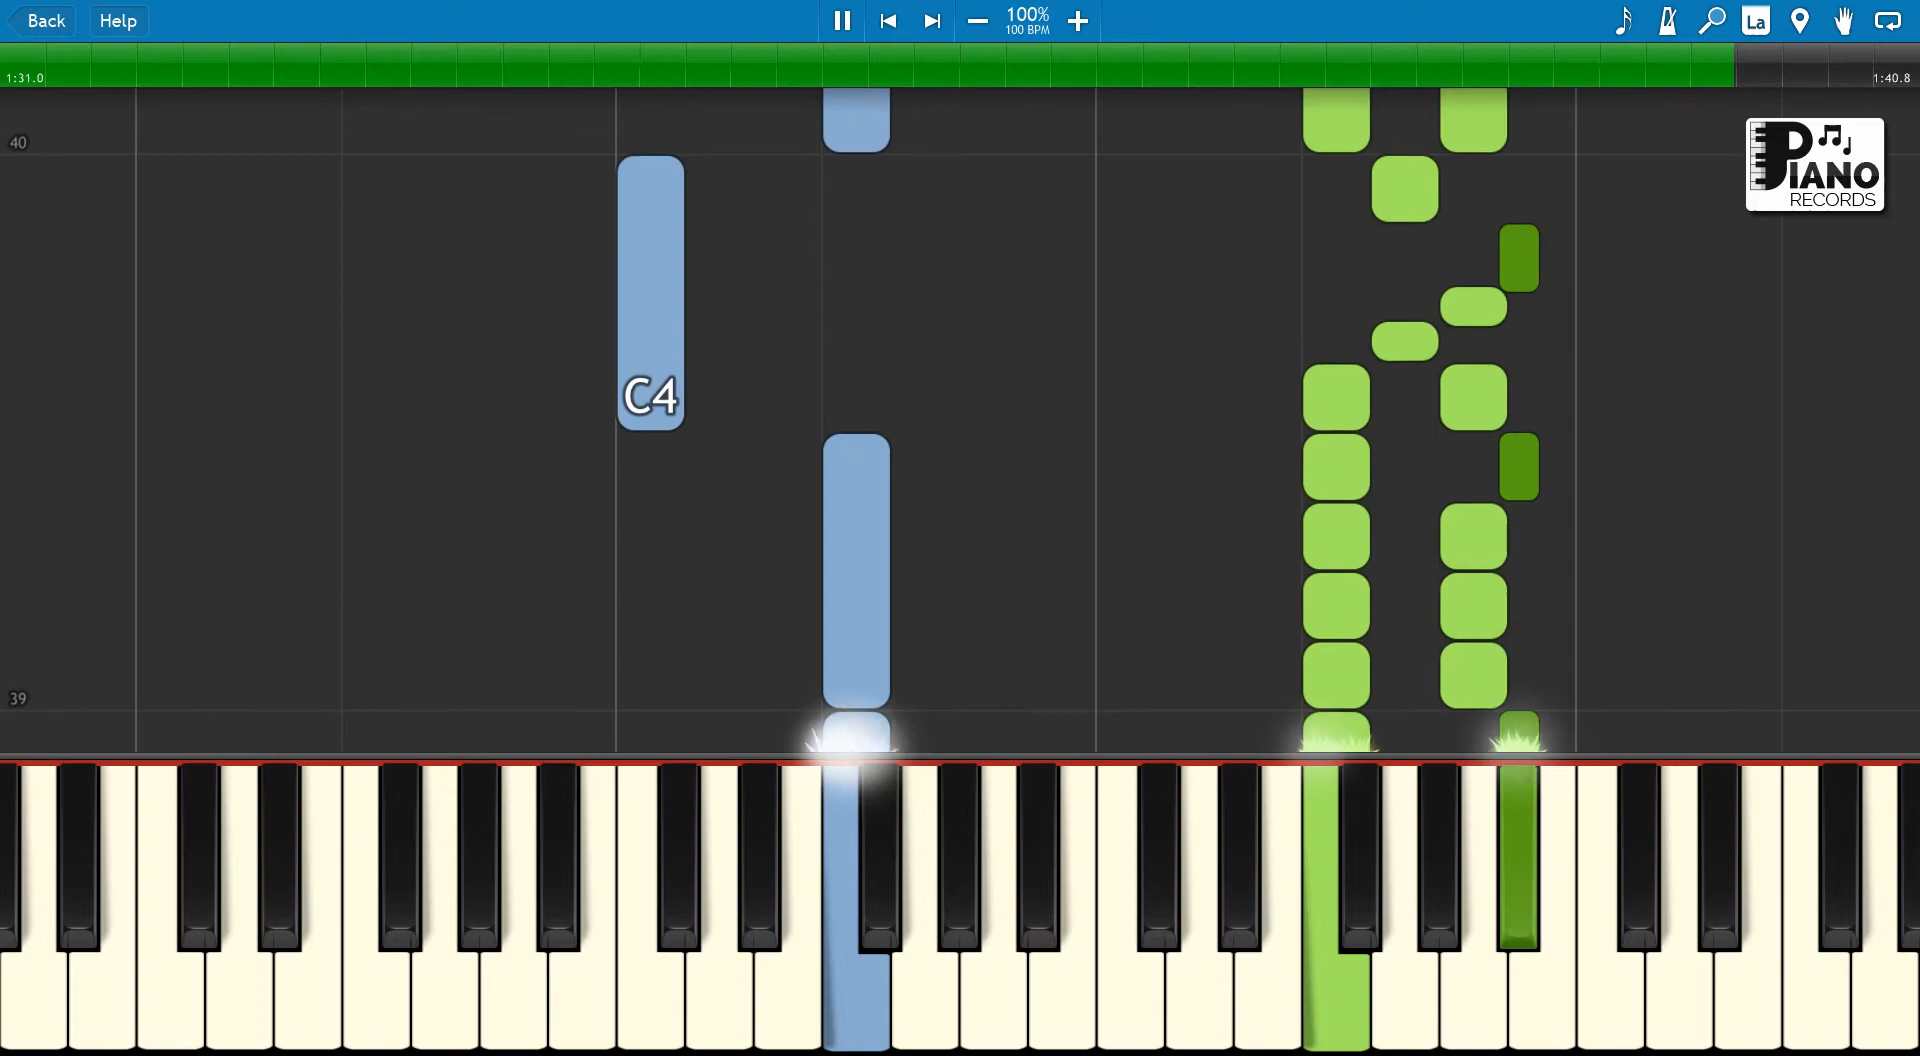 Back Help
100%
100 BPM
La
1:31.0
1:40.8
40
PIANO
RECORDS
C4
39